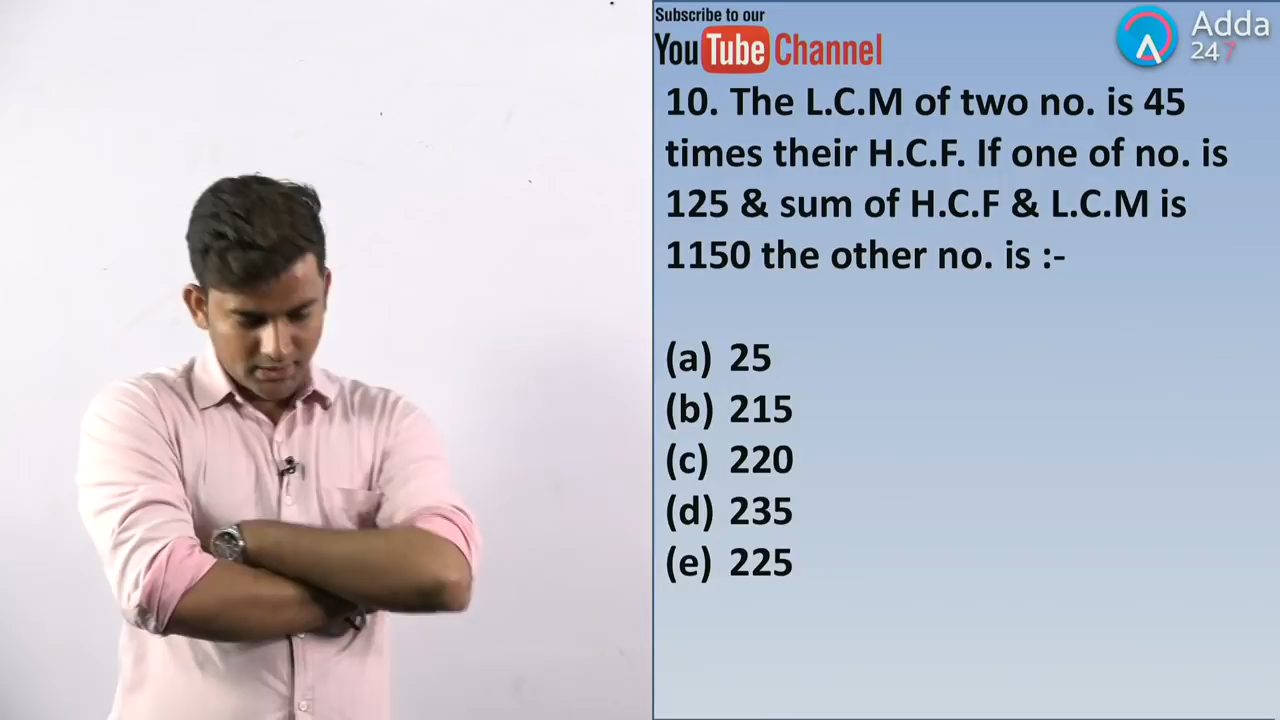 Subscribe to our
YouTube Channel
Adda
247
10. The L.C.M of two no. is 45
times their H.C.F. If one of no. is
125 & sum of H.C.F & L.C.M is
1150 the other no. is :-
(a) 25
(b) 215
(c) 220
(d) 235
(e) 225